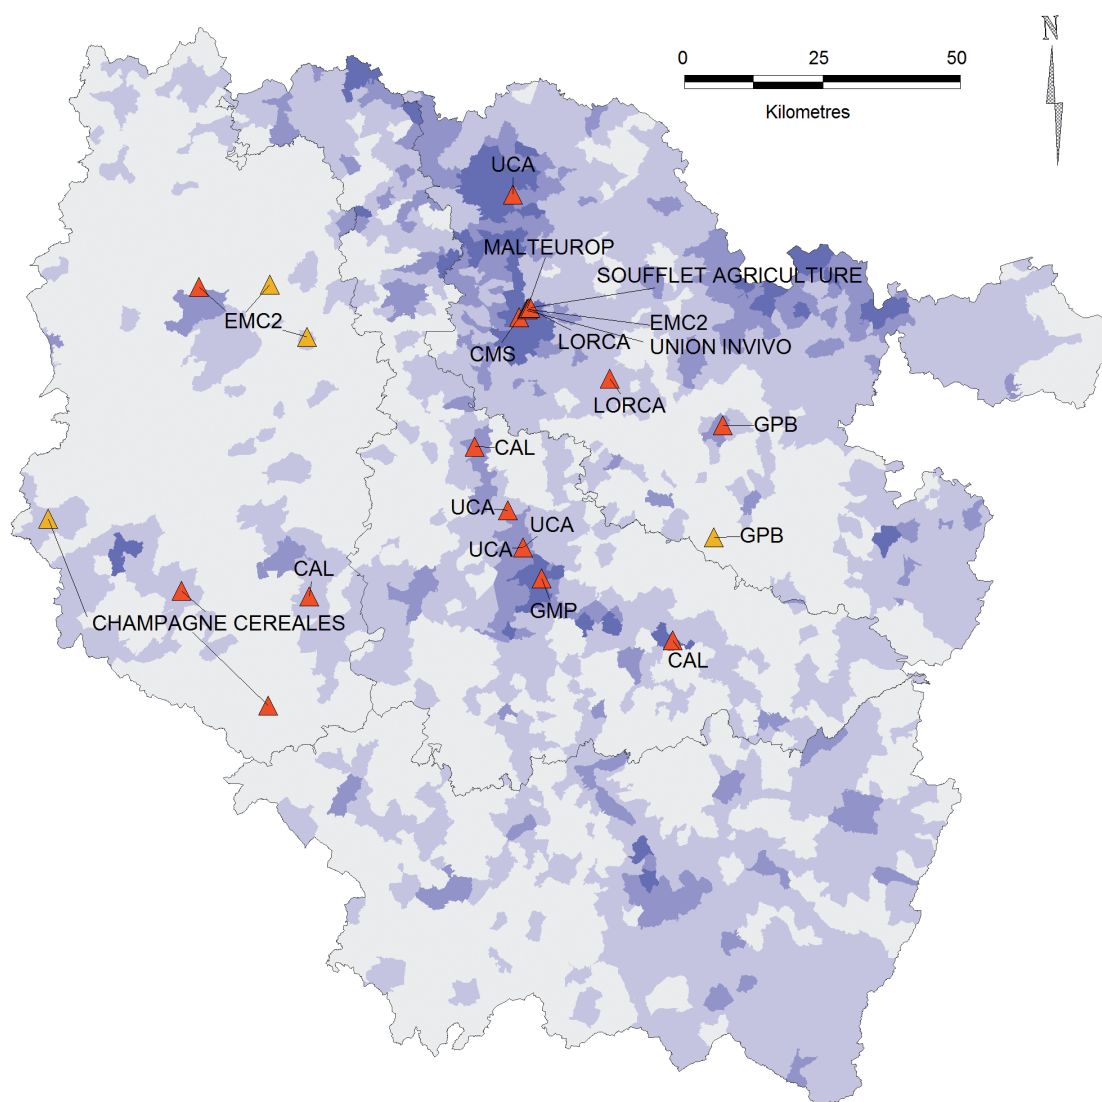 N
0 25 50
Kilometres
UCA
MALTEUROP
SOUFFLET AGRICULTURE
EMC2
EMC2
LORCA
UNION INVIVO
CMS
LORCA
GPB
CAL
UCA
UCA
GPB
UCA
CAL
GMP
CHAMPAGNE CEREALES
CAL